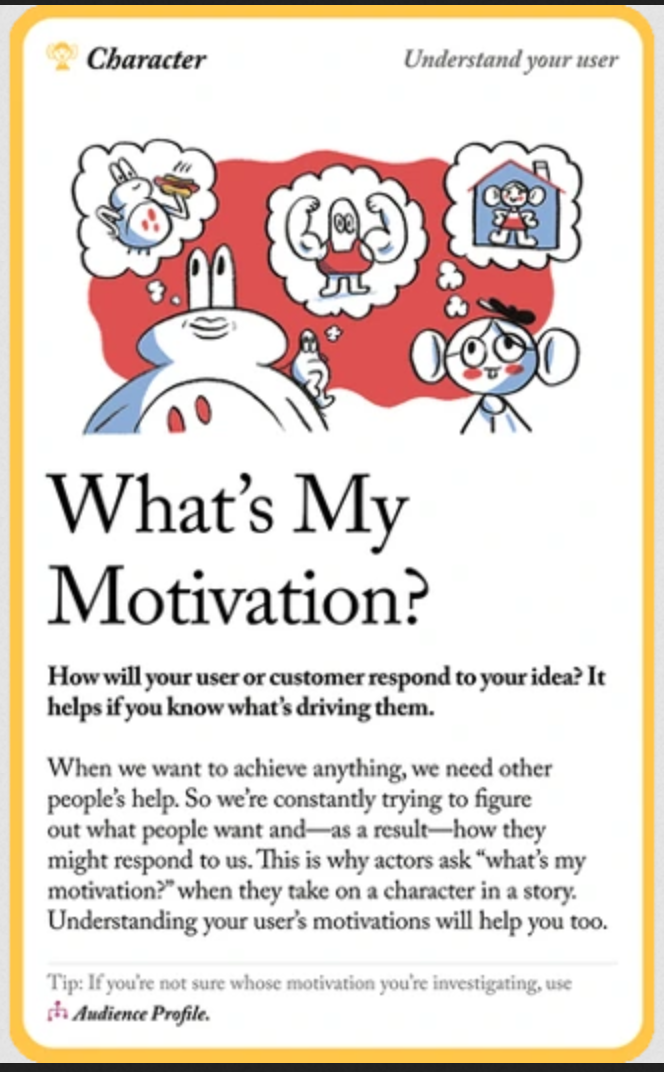 Character
Understand your user
What's My
Motivation?
How will your user or customer respond to your idea? It
helps if you know what's driving them.
When we want to achieve anything, we need other
people's help. So we're constantly trying to figure
out what people want and—as a result—how they
might respond to us. This is why actors ask “what's my
motivation?” when they take on a character in a story.
Understanding your user's motivations will help you too.
Tip: If you're not sure whose motivation you're investigating, use
Audience Profile.